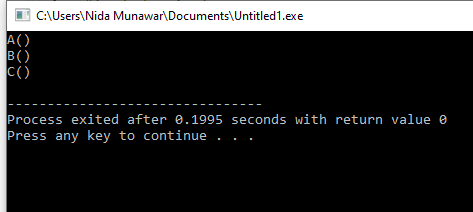 C:\Users\Nida Munawar\Documents\Untitled1.exe
A()
B()
C()
--------------------------------
Process exited after 0.1995 seconds with return value 0
Press any key to continue . . .